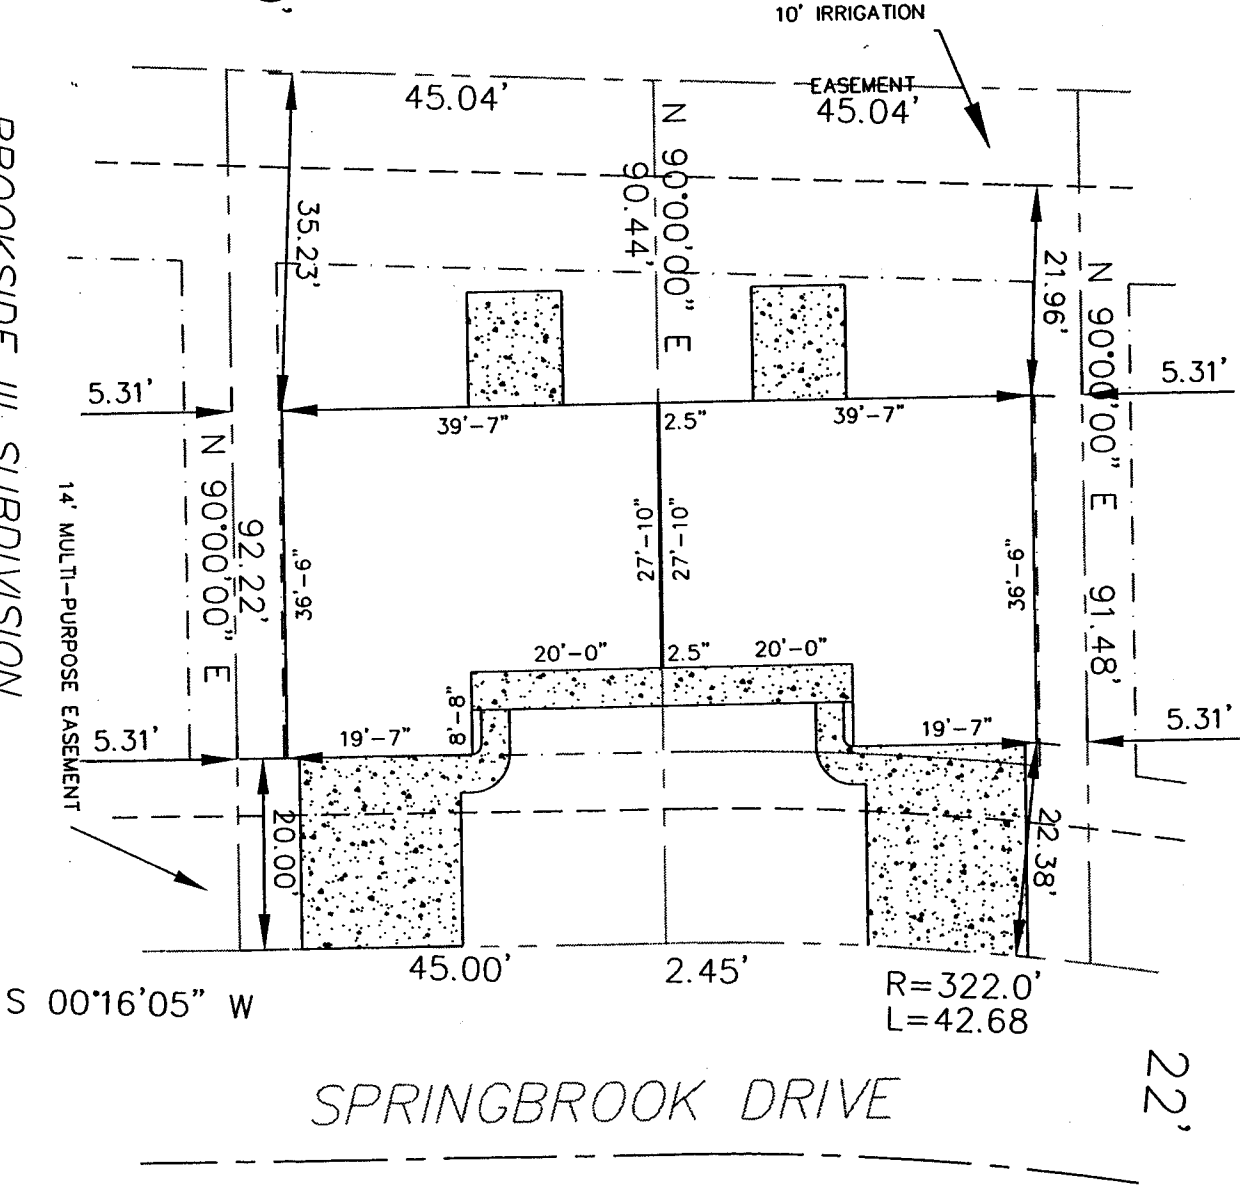 10' IRRIGATION
EASEMENT
45.04'
45.04'
N 90°00'00" E
90.44'
35.23'
21.96'
N 90°00'00" E 91.48'
5.31'
5.31'
39'-7"
2.5"
39'-7"
N 90°00'00" E
92.22'
36'-9"
27'-10"
27'-10"
36'-9"
BROOKSIDE III SUBDIVISION
14' MULTI-PURPOSE EASEMENT
20'-0"
2.5"
20'-0"
8'-8"
5.31'
19'-7"
19'-7"
5.31'
20.00'
22.38'
45.00'
2.45'
R=322.0'
L=42.68
S 00°16'05" W
22'
SPRINGBROOK DRIVE